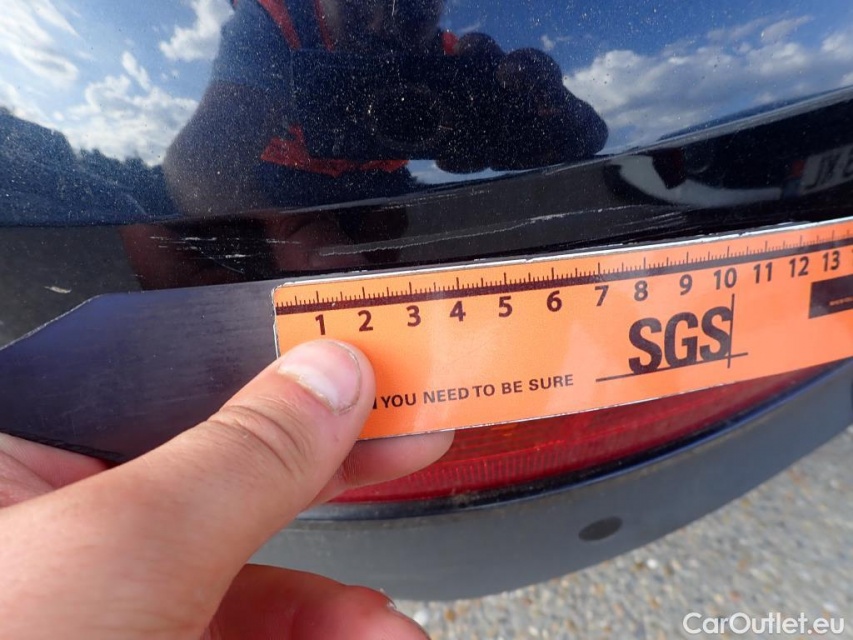 1 2 3 4 5 6 7 8 9 10 11 12 13
SGS
YOU NEED TO BE SURE
CarOutlet.eu